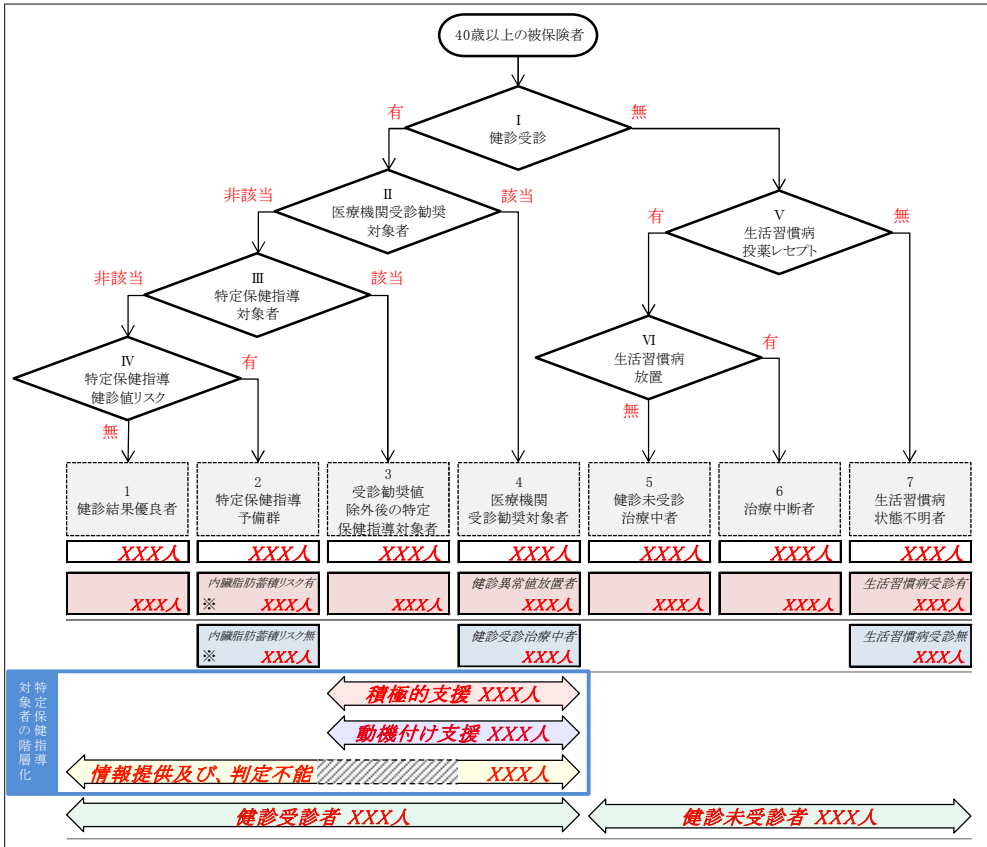 40歳以上の被保険者
有
Ⅰ
健診受診
無
非該当
Ⅱ
医療機関受診勧奨
対象者
該当
有
Ⅴ
生活習慣病
投薬レセプト
無
非該当
Ⅲ
特定保健指導
対象者
該当
Ⅳ
特定保健指導
健診値リスク
有
無
Ⅵ
生活習慣病
放置
有
無
1
健診結果優良者
2
特定保健指導
予備群
3
受診勧奨値
除外後の特定
保健指導対象者
4
医療機関
受診勧奨対象者
5
健診未受診
治療中者
6
治療中断者
7
生活習慣病
状態不明者
XXX人
XXX人
XXX人
XXX人
XXX人
XXX人
XXX人
XXX人
内臓脂肪蓄積リスク有
※ XXX人
XXX人
健診異常値放置者
XXX人
XXX人
XXX人
生活習慣病受診有
XXX人
内臓脂肪蓄積リスク無
※ XXX人
健診受診治療中者
XXX人
生活習慣病受診無
XXX人
特定保健指導
対象者の階層化
積極的支援 XXX人
動機付け支援 XXX人
情報提供及び、判定不能 XXX人
健診受診者 XXX人
健診未受診者 XXX人